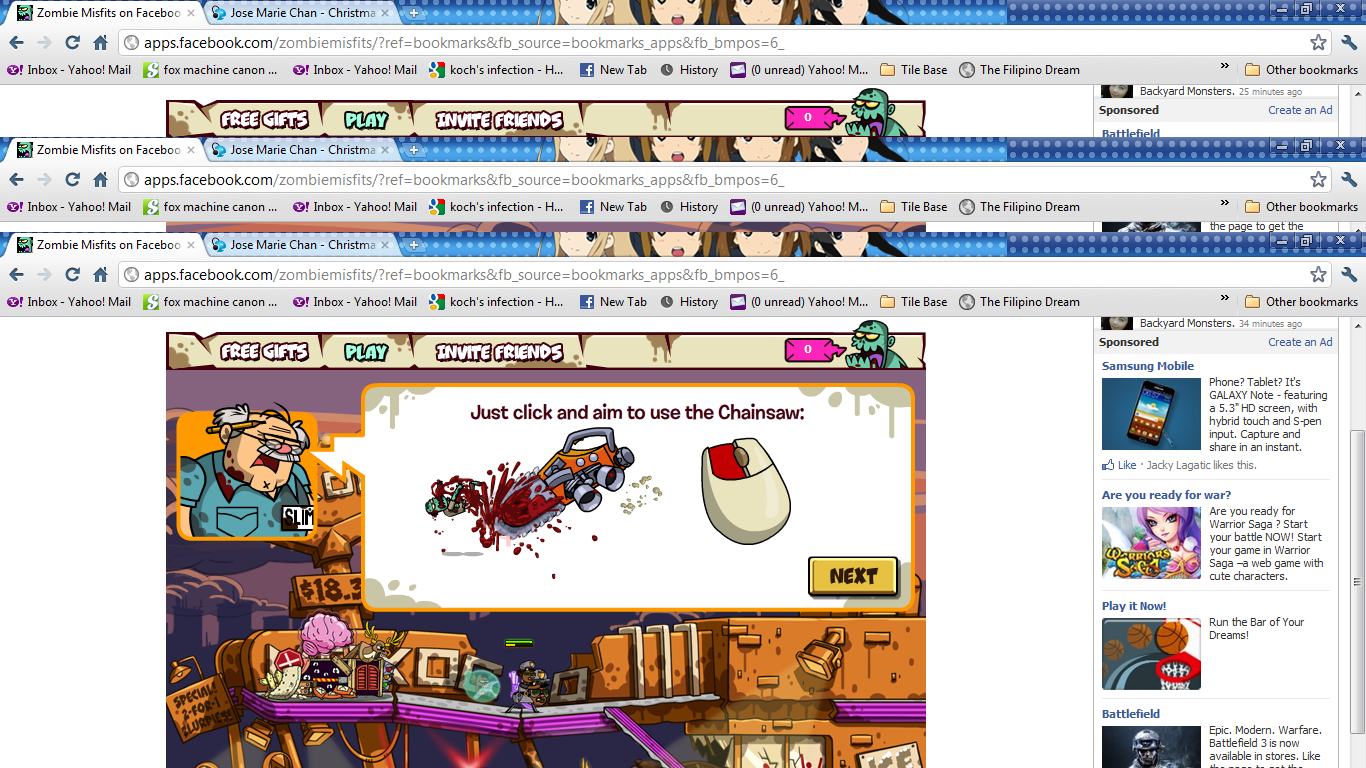 Zombie Misfits on Faceboo
Jose Marie Chan - Christma
apps.facebook.com/zombiemisfits/?ref=bookmarks&fb_source=bookmarks_apps&fb_bmpos=6_
Inbox - Yahoo! Mail
fox machine canon ...
Inbox - Yahoo! Mail
koch's infection - H...
New Tab
History
(0 unread) Yahoo! M...
Tile Base
The Filipino Dream
»
Other bookmarks
FREE GIFTS
PLAY
INVITE FRIENDS
0
Backyard Monsters. 25 minutes ago
Sponsored
Create an Ad
Battlefield
Zombie Misfits on Faceboo
Jose Marie Chan - Christma
apps.facebook.com/zombiemisfits/?ref=bookmarks&fb_source=bookmarks_apps&fb_bmpos=6_
Inbox - Yahoo! Mail
fox machine canon ...
Inbox - Yahoo! Mail
koch's infection - H...
New Tab
History
(0 unread) Yahoo! M...
Tile Base
The Filipino Dream
»
Other bookmarks
the page to get the
Zombie Misfits on Faceboo
Jose Marie Chan - Christma
apps.facebook.com/zombiemisfits/?ref=bookmarks&fb_source=bookmarks_apps&fb_bmpos=6_
Inbox - Yahoo! Mail
fox machine canon ...
Inbox - Yahoo! Mail
koch's infection - H...
New Tab
History
(0 unread) Yahoo! M...
Tile Base
The Filipino Dream
»
Other bookmarks
FREE GIFTS
PLAY
INVITE FRIENDS
0
Just click and aim to use the Chainsaw:
SLIM
NEXT
$18.3
SPECIAL!
2-FOR-1
SLURPIES!
Backyard Monsters. 34 minutes ago
Sponsored
Create an Ad
Samsung Mobile
Phone? Tablet? It's
GALAXY Note - featuring
a 5.3" HD screen, with
hybrid touch and S-pen
input. Capture and
share in an instant.
Like · Jacky Lagatic likes this.
Are you ready for war?
Are you ready for
Warrior Saga ? Start
your battle NOW! Start
your game in Warrior
Saga –a web game with
cute characters.
WARRIORS
SAGA
Play it Now!
Run the Bar of Your
Dreams!
Battlefield
Epic. Modern. Warfare.
Battlefield 3 is now
available in stores. Like
the page to get the